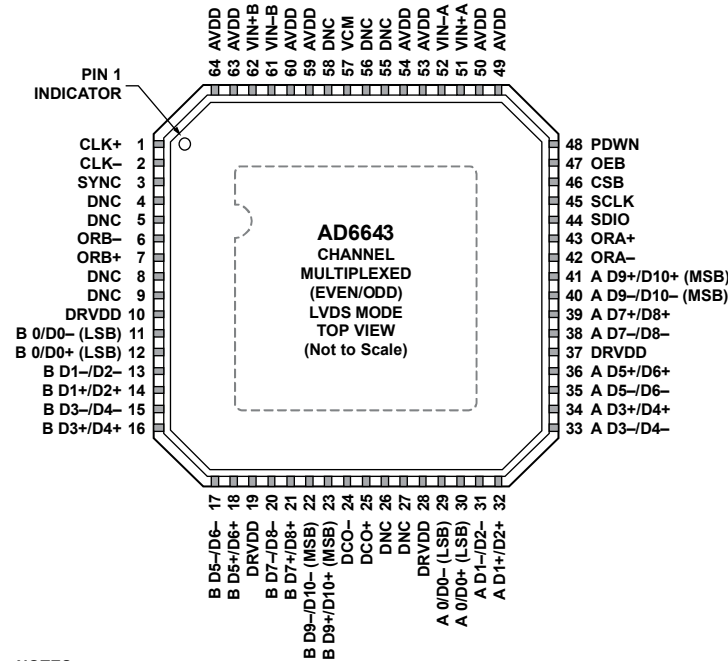 64 AVDD
63 AVDD
62 VIN+B
61 VIN–B
60 AVDD
59 AVDD
58 DNC
57 VCM
56 DNC
55 DNC
54 AVDD
53 AVDD
52 VIN–A
51 VIN+A
50 AVDD
49 AVDD
PIN 1
INDICATOR
CLK+ 1
CLK– 2
SYNC 3
DNC 4
DNC 5
ORB– 6
ORB+ 7
DNC 8
DNC 9
DRVDD 10
B 0/D0– (LSB) 11
B 0/D0+ (LSB) 12
B D1–/D2– 13
B D1+/D2+ 14
B D3–/D4– 15
B D3+/D4+ 16
AD6643
CHANNEL
MULTIPLEXED
(EVEN/ODD)
LVDS MODE
TOP VIEW
(Not to Scale)
48 PDWN
47 OEB
46 CSB
45 SCLK
44 SDIO
43 ORA+
42 ORA–
41 A D9+/D10+ (MSB)
40 A D9–/D10– (MSB)
39 A D7+/D8+
38 A D7–/D8–
37 DRVDD
36 A D5+/D6+
35 A D5–/D6–
34 A D3+/D4+
33 A D3–/D4–
B D5–/D6– 17
B D5+/D6+ 18
DRVDD 19
B D7–/D8– 20
B D7+/D8+ 21
B D9–/D10– (MSB) 22
B D9+/D10+ (MSB) 23
DCO– 24
DCO+ 25
DNC 26
DNC 27
DRVDD 28
A 0/D0– (LSB) 29
A 0/D0+ (LSB) 30
A D1–/D2– 31
A D1+/D2+ 32